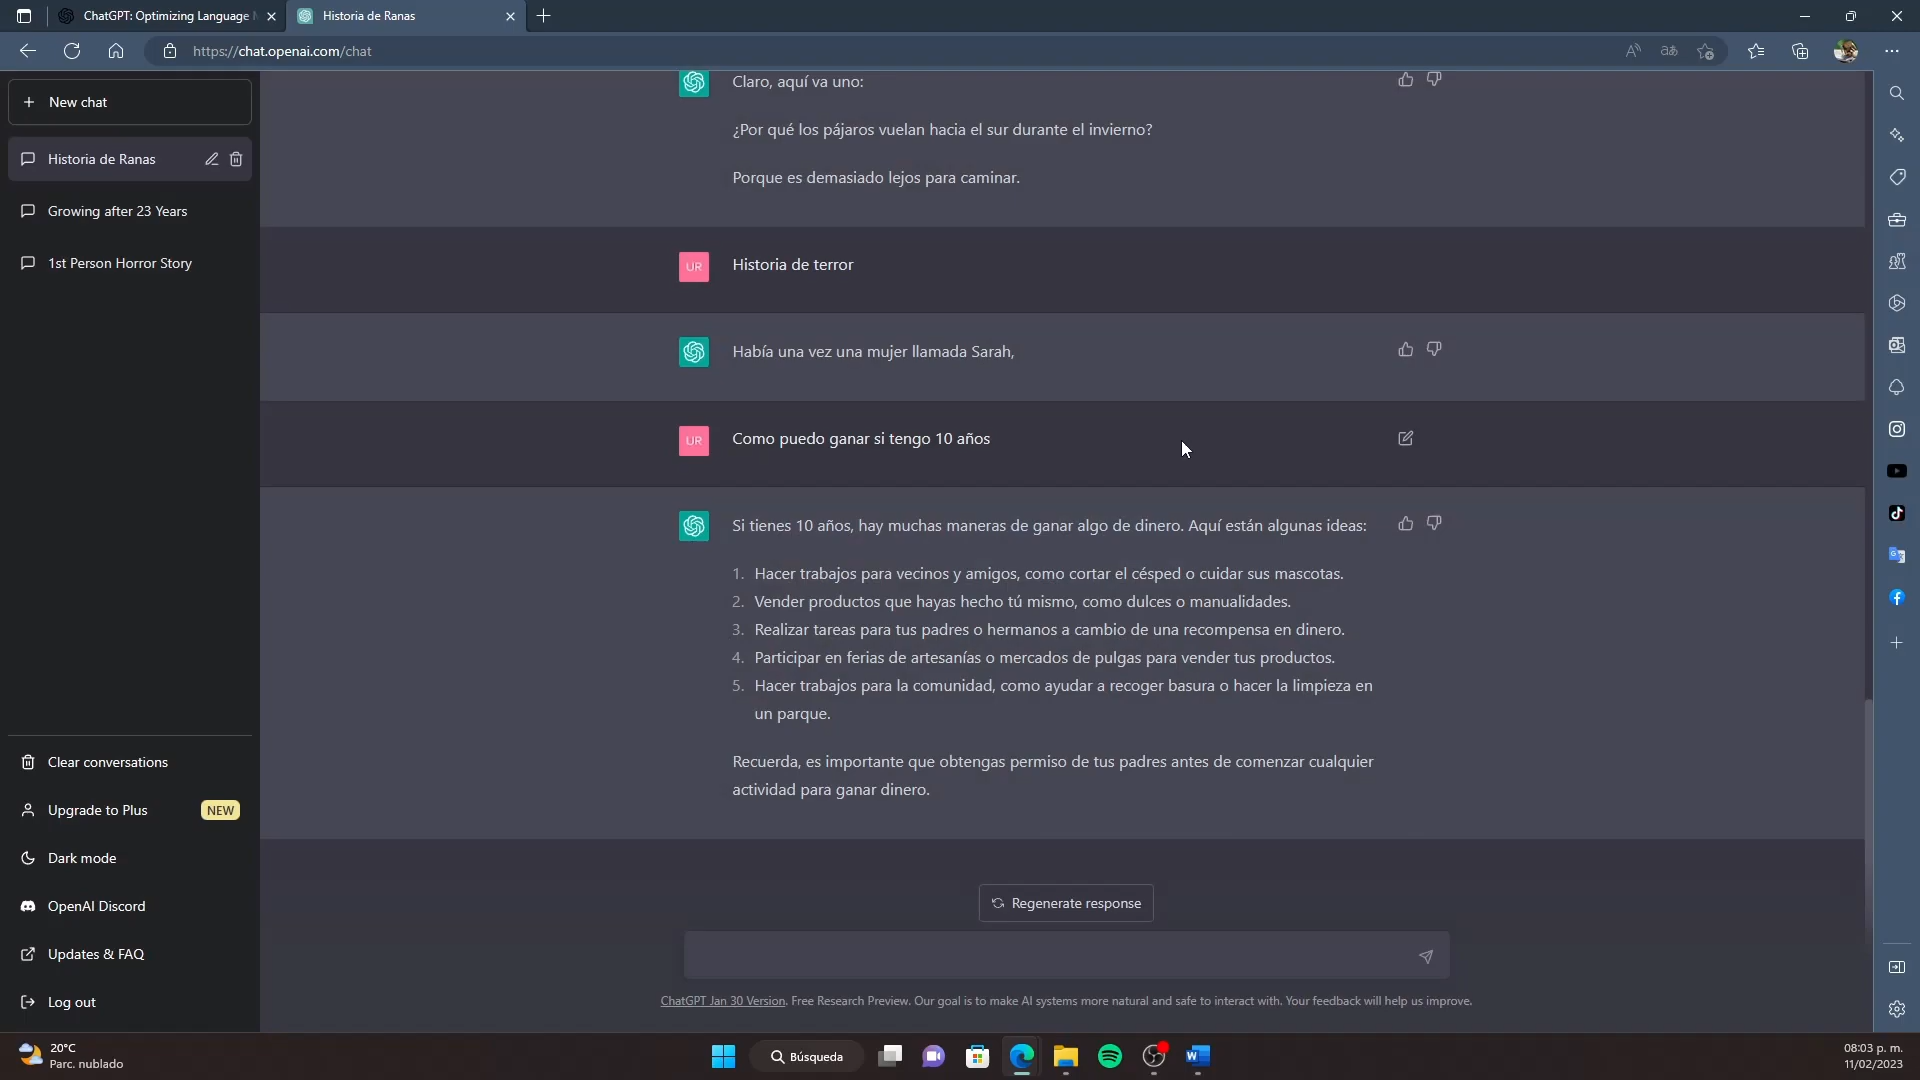 ChatGPT: Optimizing Language
Historia de Ranas
https://chat.openai.com/chat
New chat
Historia de Ranas
Growing after 23 Years
1st Person Horror Story
Clear conversations
Upgrade to Plus NEW
Dark mode
OpenAI Discord
Updates & FAQ
Log out
Claro, aquí va uno:
¿Por qué los pájaros vuelan hacia el sur durante el invierno?
Porque es demasiado lejos para caminar.
UR Historia de terror
Había una vez una mujer llamada Sarah,
UR Como puedo ganar si tengo 10 años
Si tienes 10 años, hay muchas maneras de ganar algo de dinero. Aquí están algunas ideas:
1. Hacer trabajos para vecinos y amigos, como cortar el césped o cuidar sus mascotas.
2. Vender productos que hayas hecho tú mismo, como dulces o manualidades.
3. Realizar tareas para tus padres o hermanos a cambio de una recompensa en dinero.
4. Participar en ferias de artesanías o mercados de pulgas para vender tus productos.
5. Hacer trabajos para la comunidad, como ayudar a recoger basura o hacer la limpieza en
un parque.
Recuerda, es importante que obtengas permiso de tus padres antes de comenzar cualquier
actividad para ganar dinero.
Regenerate response
ChatGPT Jan 30 Version. Free Research Preview. Our goal is to make AI systems more natural and safe to interact with. Your feedback will help us improve.
20°C
Parc. nublado
Búsqueda
08:03 p. m.
11/02/2023